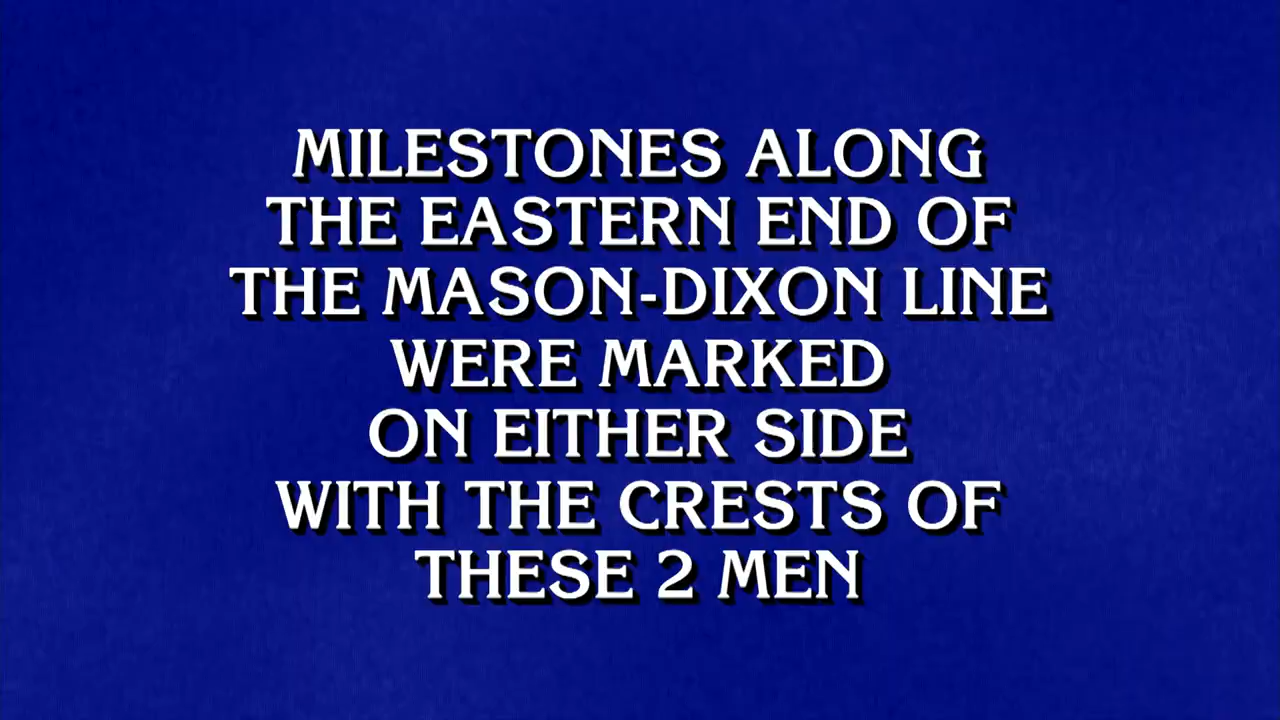 MILESTONES ALONG
THE EASTERN END OF
THE MASON-DIXON LINE
WERE MARKED
ON EITHER SIDE
WITH THE CRESTS OF
THESE 2 MEN